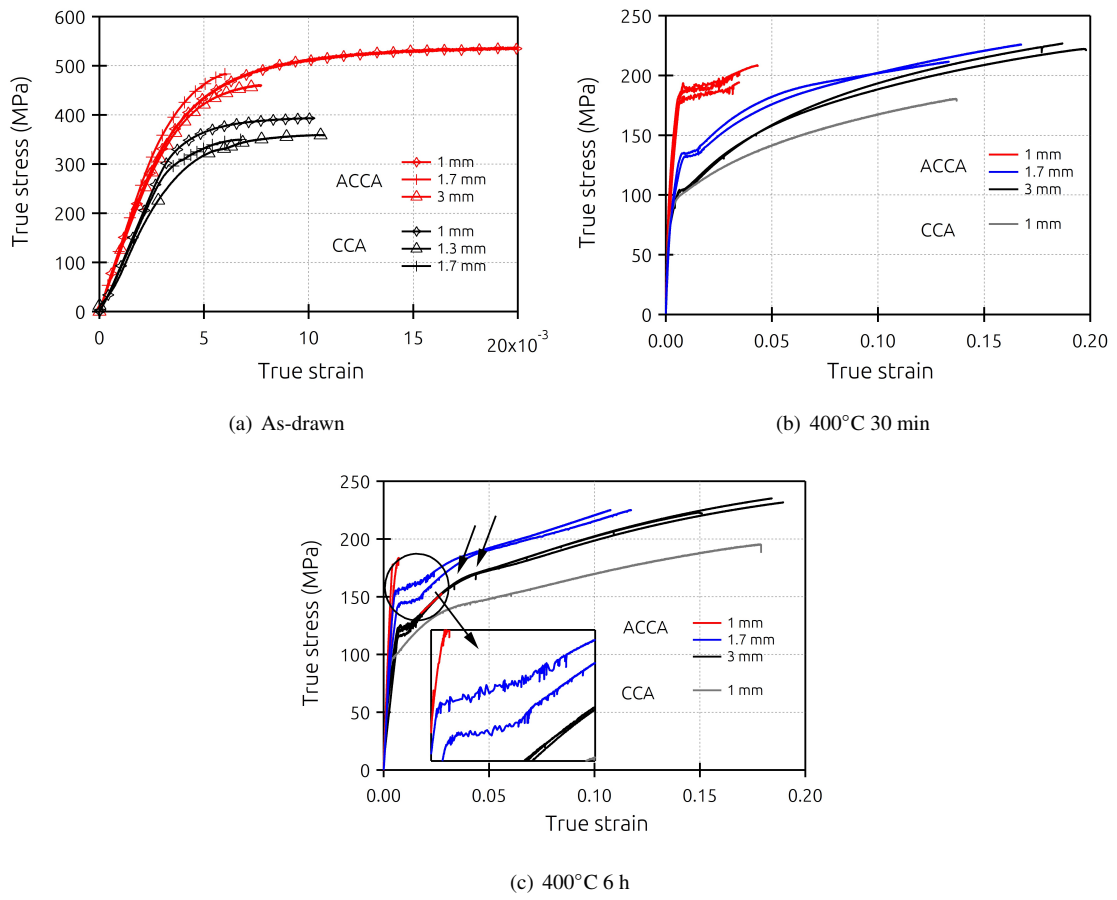 600
500
400
300
200
100
0
True stress (MPa)
ACCA
1 mm
1.7 mm
3 mm
CCA
1 mm
1.3 mm
1.7 mm
0 5 10 15 20x10-3
True strain
(a) As-drawn
250
200
150
100
50
0
True stress (MPa)
ACCA
1 mm
1.7 mm
3 mm
CCA
1 mm
0.00 0.05 0.10 0.15 0.20
True strain
(b) 400°C 30 min
250
200
150
100
50
0
True stress (MPa)
ACCA
1 mm
1.7 mm
3 mm
CCA
1 mm
0.00 0.05 0.10 0.15 0.20
True strain
(c) 400°C 6 h